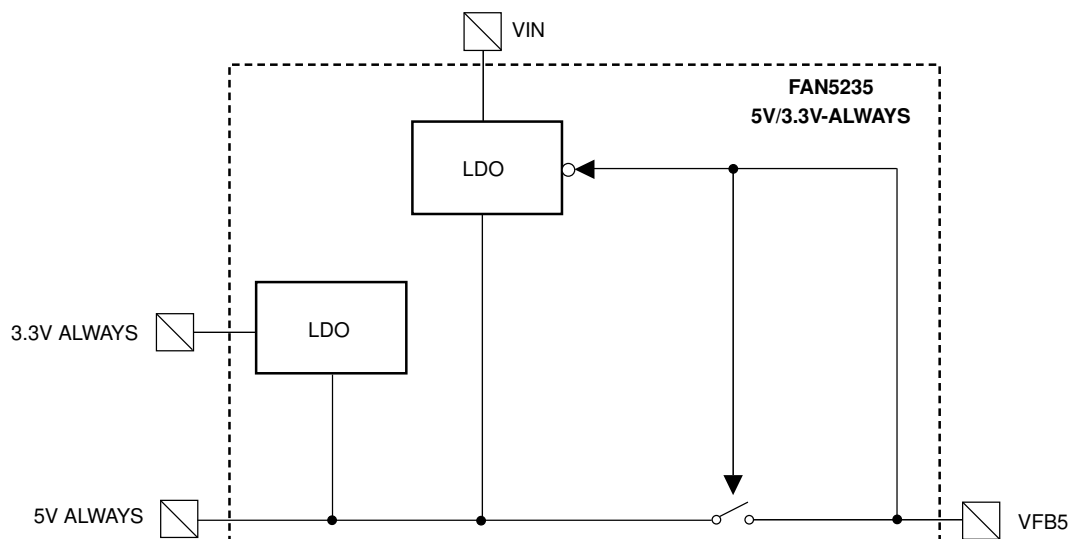 VIN
FAN5235
5V/3.3V-ALWAYS
LDO
LDO
3.3V ALWAYS
5V ALWAYS
VFB5